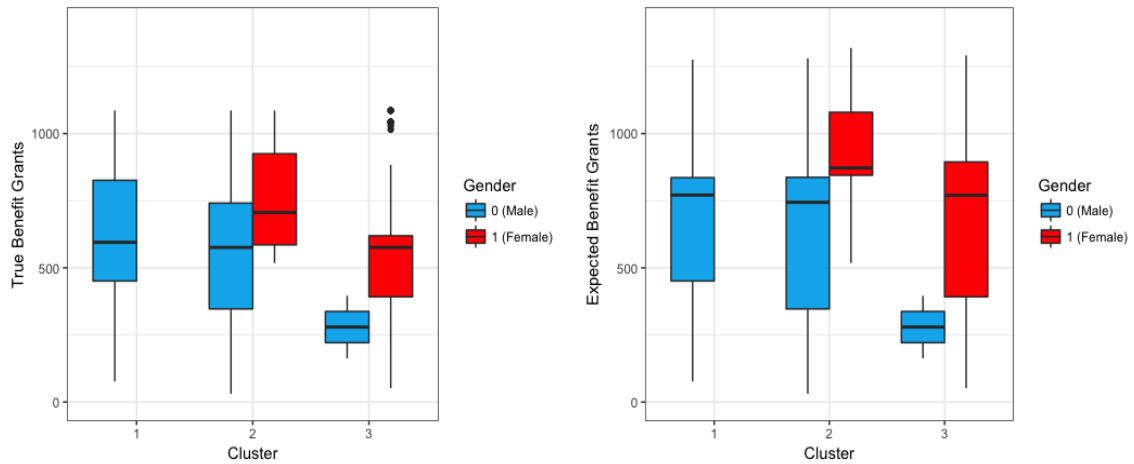 True Benefit Grants
1000
500
0
1
2
3
Cluster
Gender
0 (Male)
1 (Female)
Expected Benefit Grants
1000
500
0
1
2
3
Cluster
Gender
0 (Male)
1 (Female)